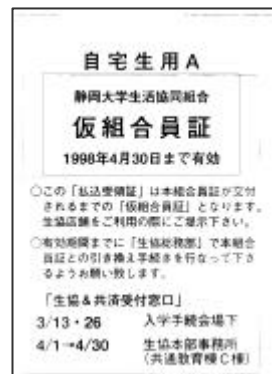 自宅生用A
静岡大学生活協同組合
仮組合員証
1998年4月30日まで有効
○この「払込受領証」は本組合員証が交付
されるまでの「仮組合員証」となります。
生協店舗をご利用の際にご提示下さい。
○有効期間までに「生協総務部」で本組合
員証との引き換え手続きを行なって下さ
るようお願い致します。
「生協&共済受付窓口」
3/13・26 入学手続会場下
4/1→4/30 生協本部事務所
(共通教育棟C棟)